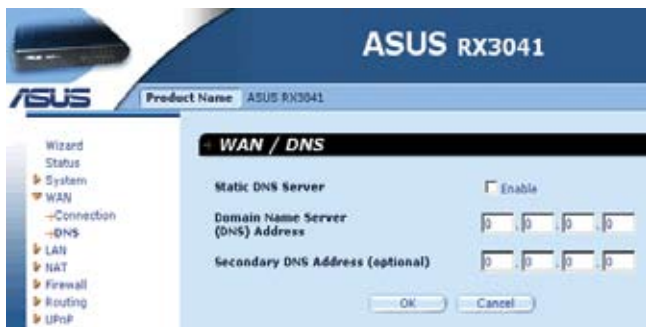 ASUS RX3041
ASUS
Product Name ASUS RX3041
Wizard
Status
System
WAN
Connection
DNS
LAN
NAT
Firewall
Routing
UPnP
WAN / DNS
Static DNS Server Enable
Domain Name Server
(DNS) Address 0 . 0 . 0 . 0
Secondary DNS Address (optional) 0 . 0 . 0 . 0
OK Cancel